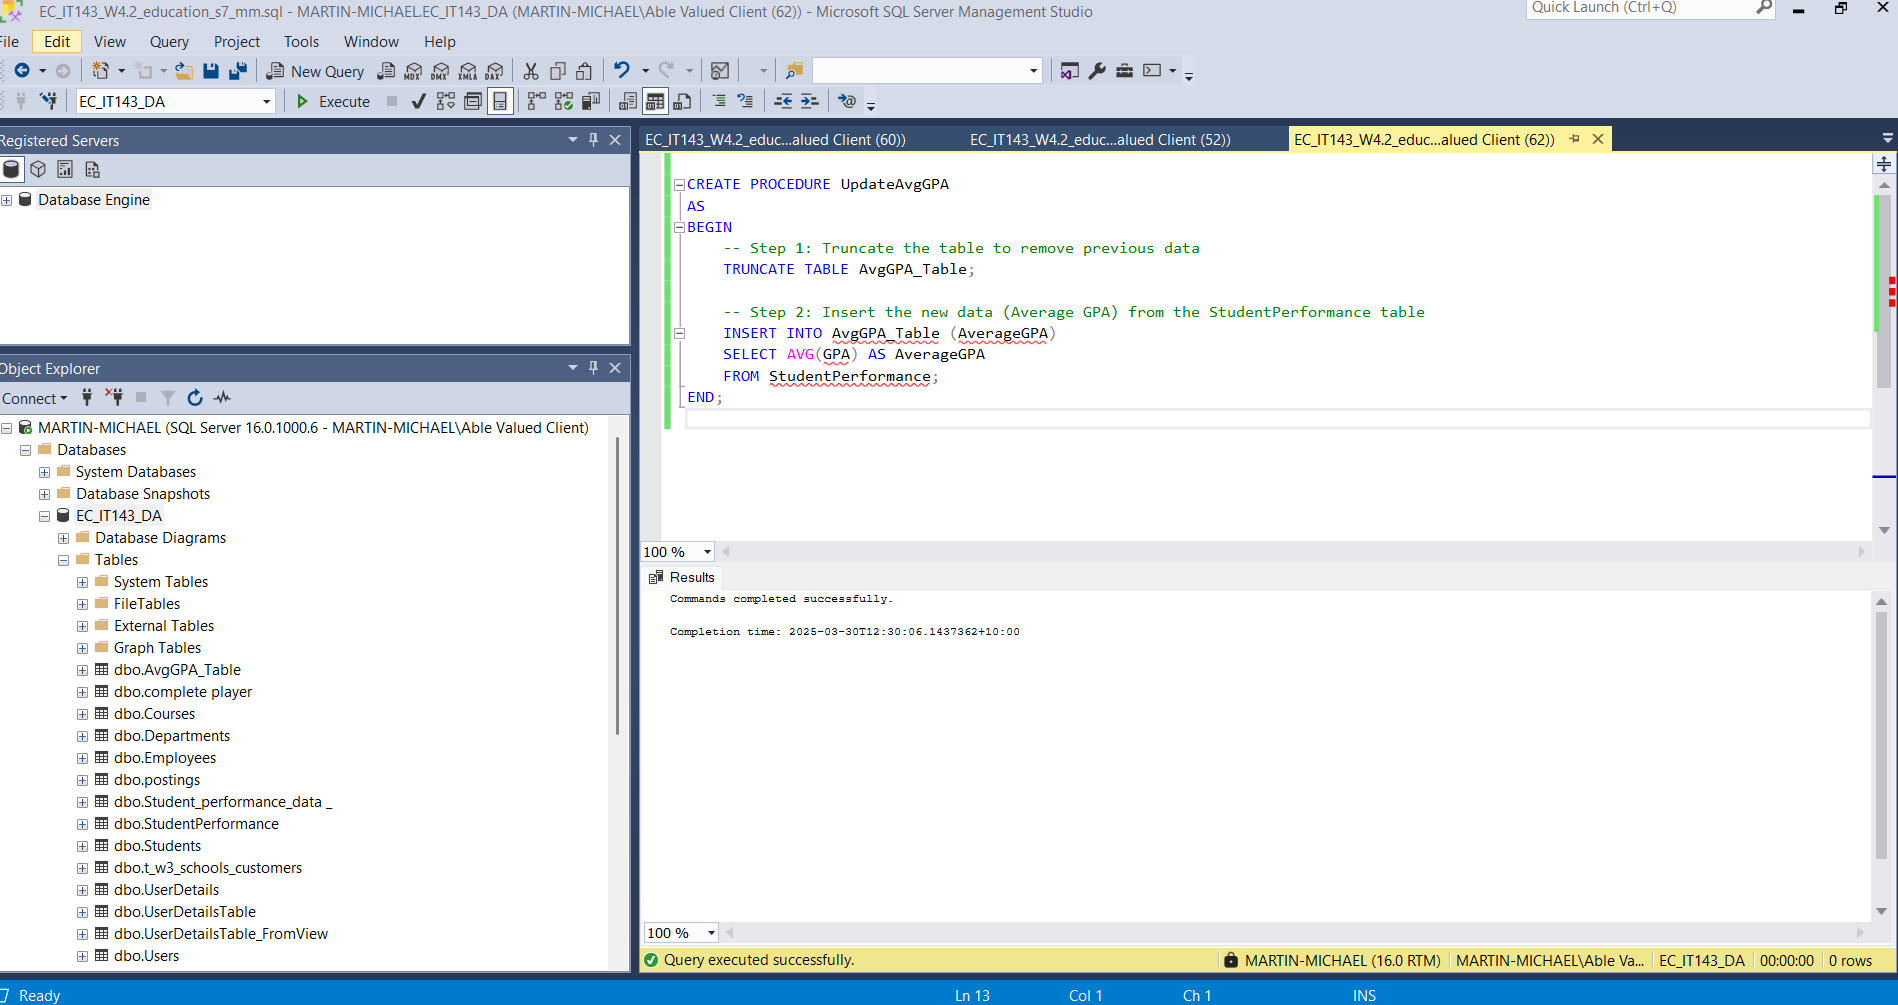 EC_IT143_W4.2_education_s7_mm.sql - MARTIN-MICHAEL.EC_IT143_DA (MARTIN-MICHAEL\Able Valued Client (62)) - Microsoft SQL Server Management Studio
Quick Launch (Ctrl+Q)
File Edit View Query Project Tools Window Help
New Query MDX DMX XMLA DAX
EC_IT143_DA Execute
Registered Servers
Database Engine
Object Explorer
Connect
MARTIN-MICHAEL (SQL Server 16.0.1000.6 - MARTIN-MICHAEL\Able Valued Client)
Databases
System Databases
Database Snapshots
EC_IT143_DA
Database Diagrams
Tables
System Tables
FileTables
External Tables
Graph Tables
dbo.AvgGPA_Table
dbo.complete player
dbo.Courses
dbo.Departments
dbo.Employees
dbo.postings
dbo.Student_performance_data _
dbo.StudentPerformance
dbo.Students
dbo.t_w3_schools_customers
dbo.UserDetails
dbo.UserDetailsTable
dbo.UserDetailsTable_FromView
dbo.Users
EC_IT143_W4.2_educ...alued Client (60)) EC_IT143_W4.2_educ...alued Client (52)) EC_IT143_W4.2_educ...alued Client (62))
CREATE PROCEDURE UpdateAvgGPA
AS
BEGIN
-- Step 1: Truncate the table to remove previous data
TRUNCATE TABLE AvgGPA_Table;
-- Step 2: Insert the new data (Average GPA) from the StudentPerformance table
INSERT INTO AvgGPA_Table (AverageGPA)
SELECT AVG(GPA) AS AverageGPA
FROM StudentPerformance;
END;
100 %
Results
Commands completed successfully.
Completion time: 2025-03-30T12:30:06.1437362+10:00
100 %
Query executed successfully. MARTIN-MICHAEL (16.0 RTM) MARTIN-MICHAEL\Able Va... EC_IT143_DA 00:00:00 0 rows
Ready Ln 13 Col 1 Ch 1 INS